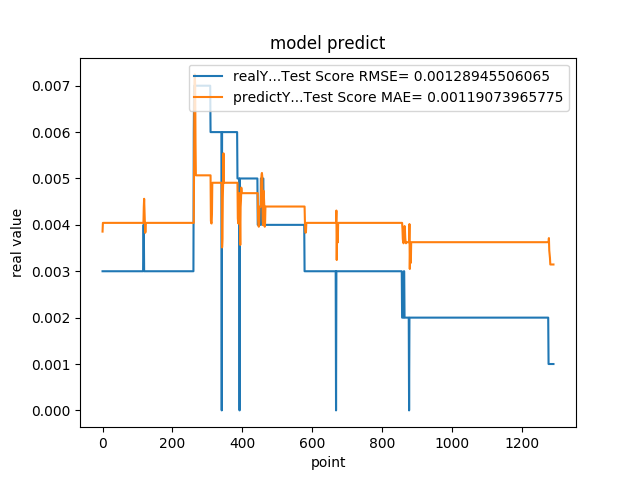 model predict
realY...Test Score RMSE= 0.00128945506065
predictY...Test Score MAE= 0.00119073965775
real value
0.007
0.006
0.005
0.004
0.003
0.002
0.001
0.000
0 200 400 600 800 1000 1200
point